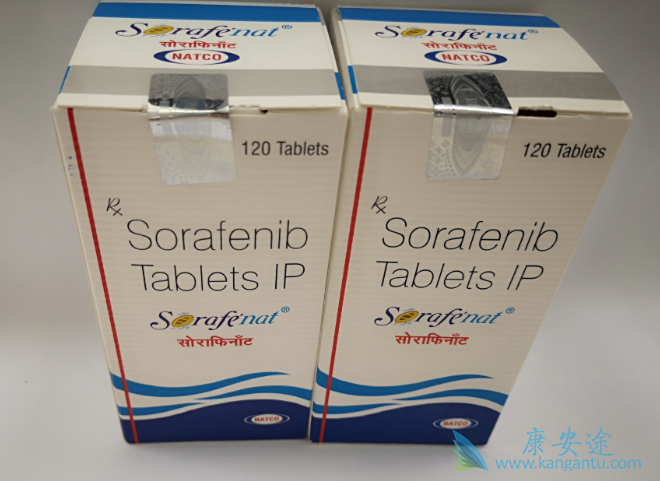 Sorafenat®
सोराफिनॉट
NATCO
120 Tablets
Rx
Sorafenib
Tablets IP
Sorafenat®
सोराफिनॉट
NATCO
Sorafenat®
सोराफिनॉट
NATCO
120 Tablets
Rx
Sorafenib
Tablets IP
Sorafenat®
सोराफिनॉट
康安途
www.kangantu.com